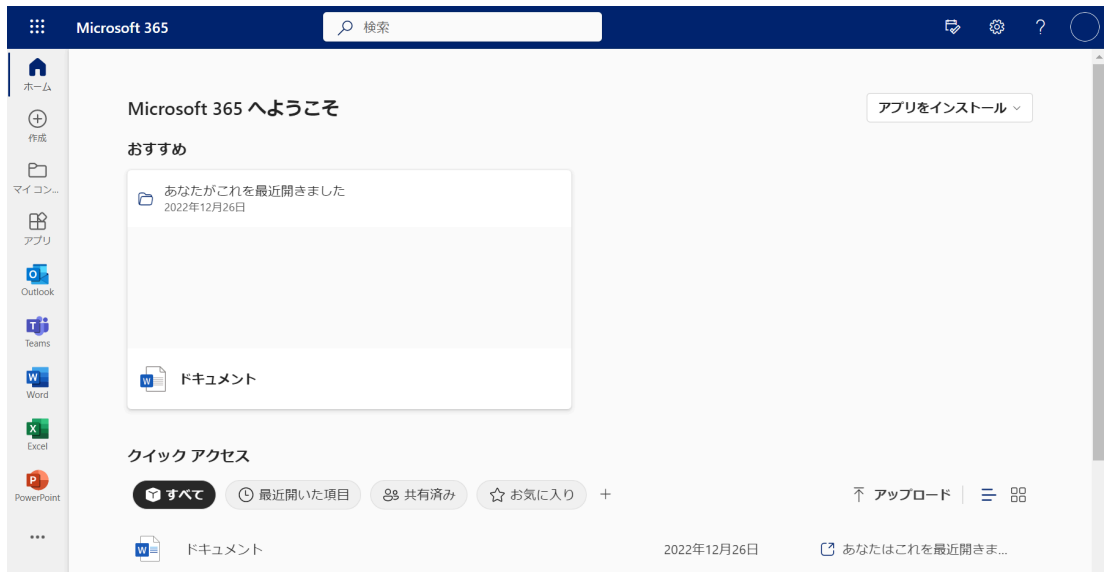 Microsoft 365
検索
ホーム
作成
マイ コン...
アプリ
Outlook
Teams
Word
Excel
PowerPoint
Microsoft 365 へようこそ
アプリをインストール
おすすめ
あなたがこれを最近開きました
2022年12月26日
ドキュメント
クイック アクセス
すべて
最近開いた項目
共有済み
お気に入り
アップロード
ドキュメント
2022年12月26日
あなたはこれを最近開きま...